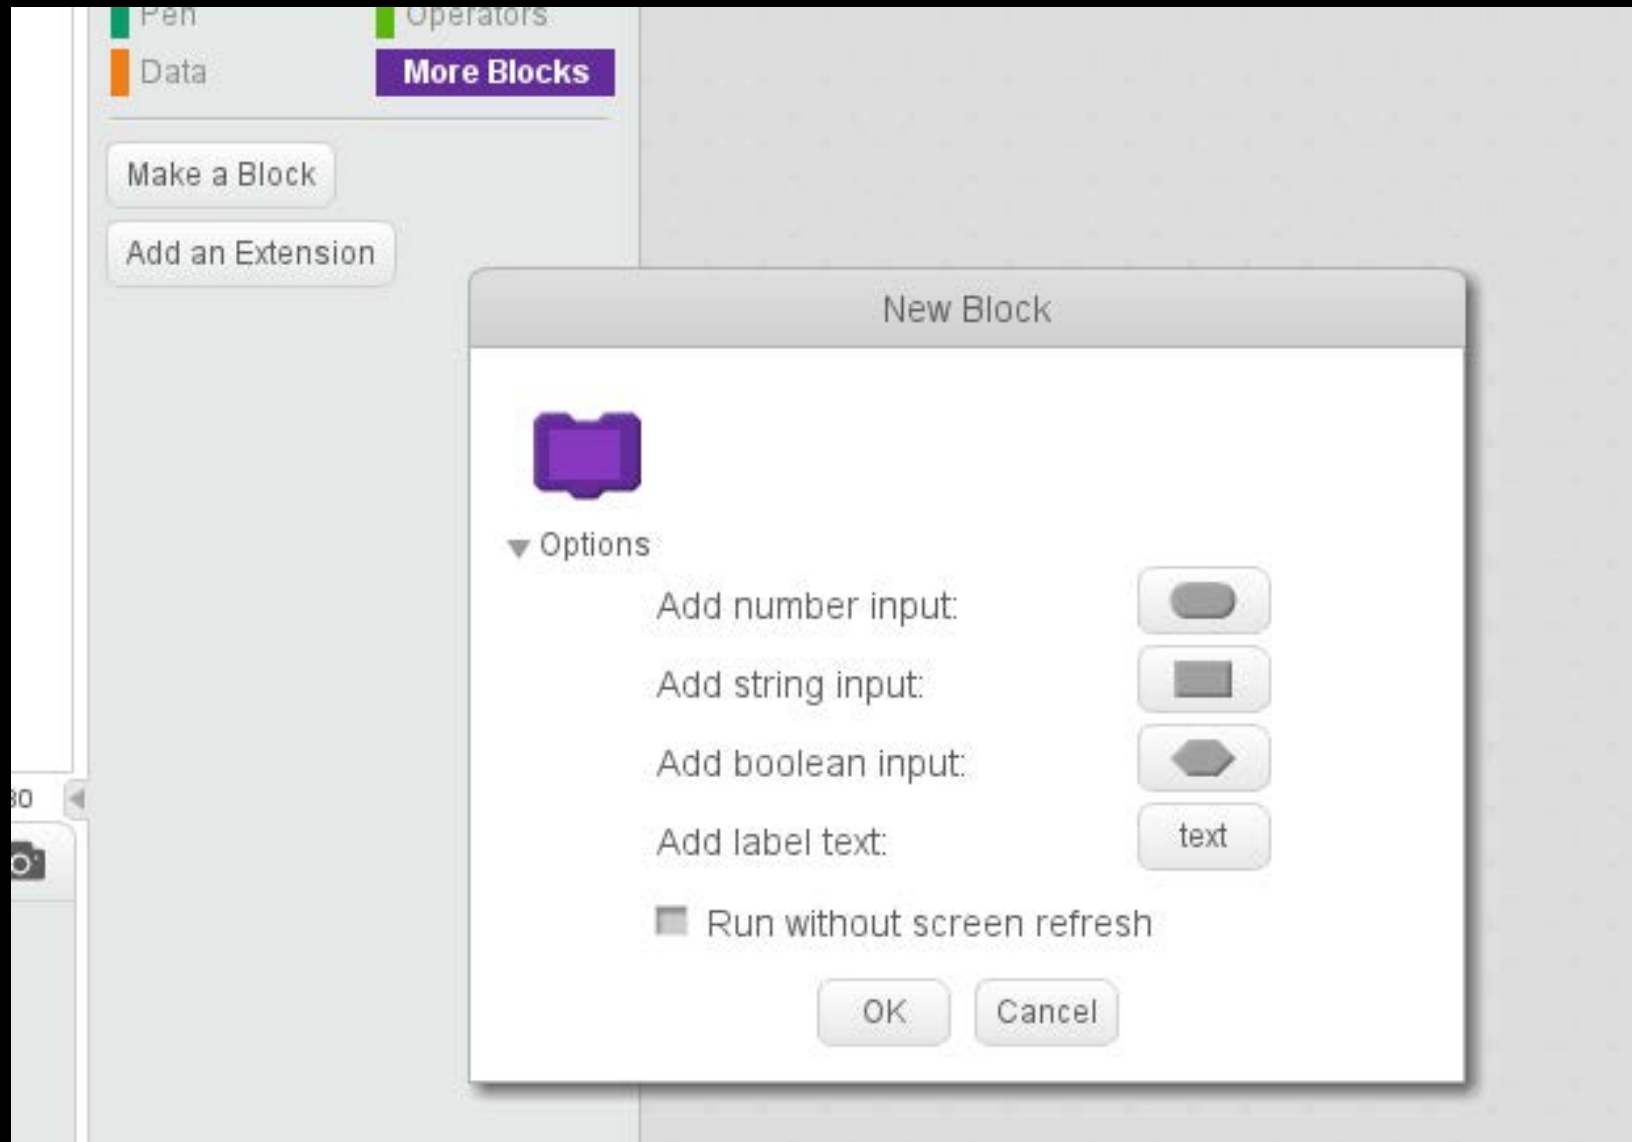 Pen
Operators
Data
More Blocks
Make a Block
Add an Extension
New Block
Options
Add number input:
Add string input:
Add boolean input:
Add label text:
text
Run without screen refresh
OK
Cancel